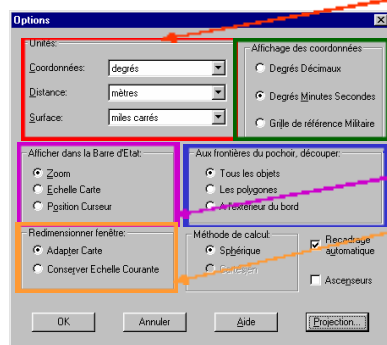 Options
Unités:
Coordonnées: degrés
Distance: mètres
Surface: miles carrés
Affichage des coordonnées
Degrés Décimaux
Degrés Minutes Secondes
Grille de référence Militaire
Afficher dans la Barre d'Etat:
Zoom
Echelle Carte
Position Curseur
Aux frontières du pochoir, découper:
Tous les objets
Les polygones
A l'extérieur du bord
Redimensionner fenêtre:
Adapter Carte
Conserver Echelle Courante
Méthode de calcul:
Sphérique
Cartésien
Recadrage
automatique
Ascenseurs
OK Annuler Aide Projection...